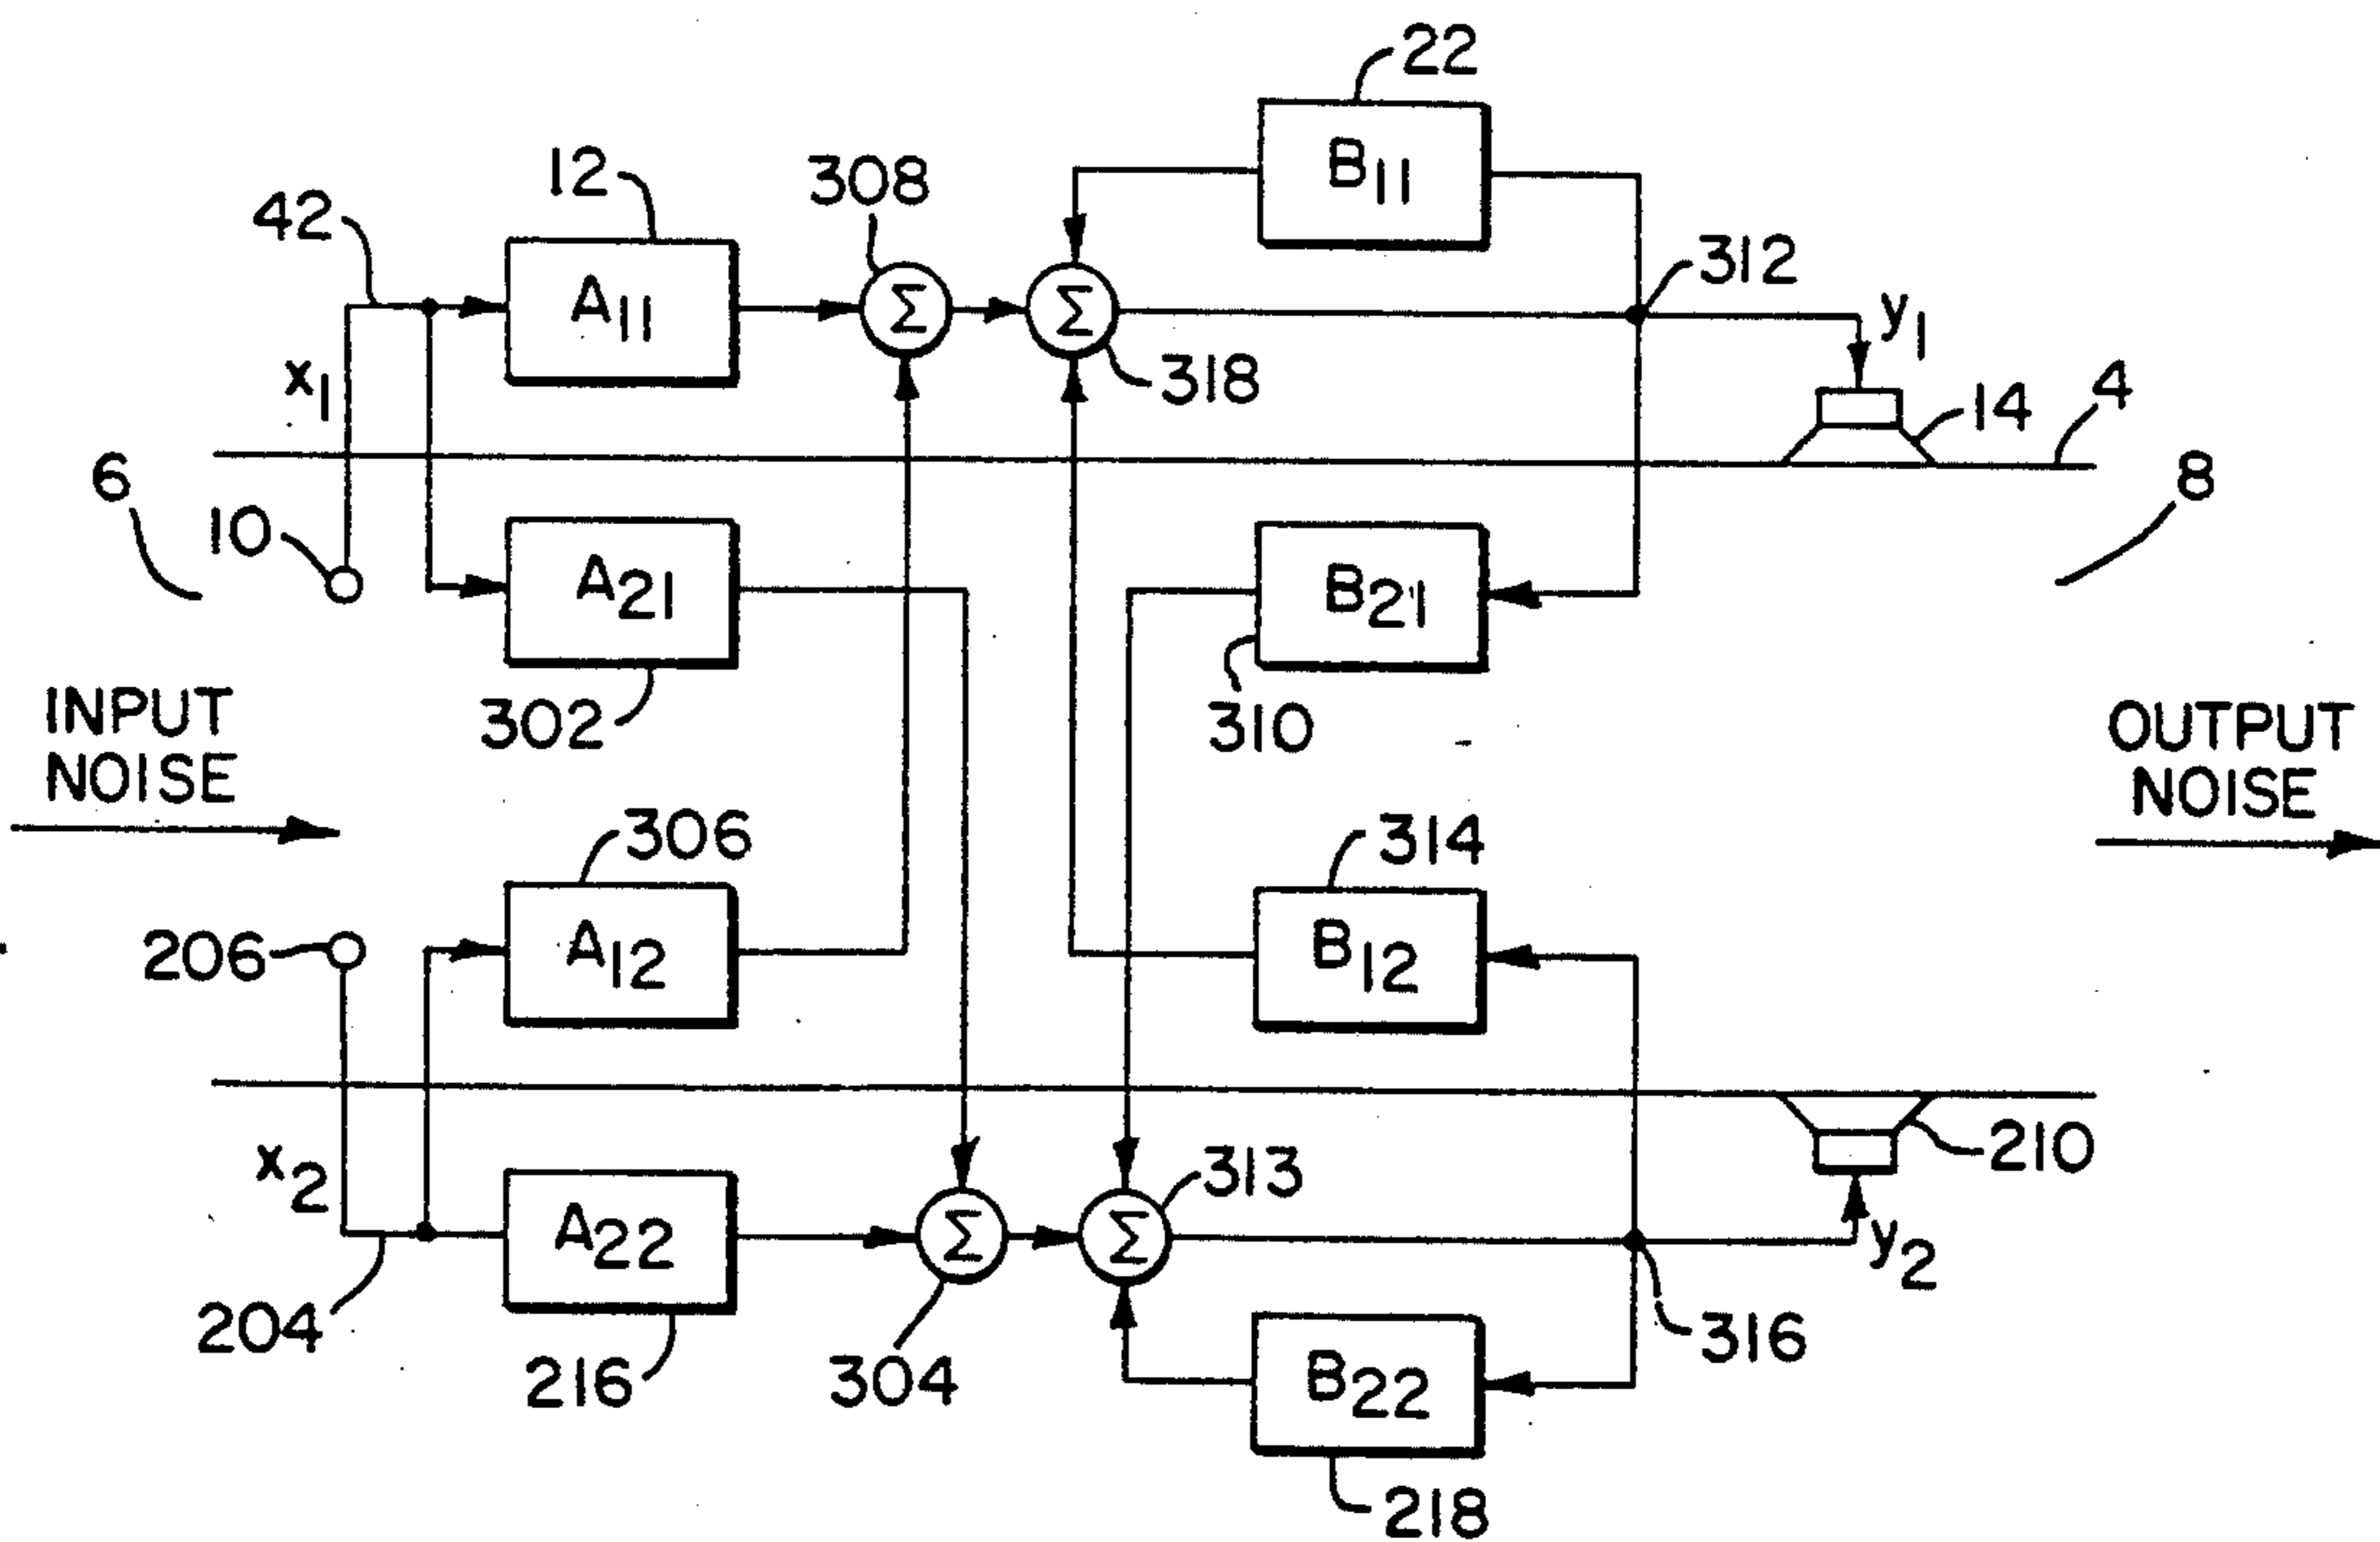 22
B11
12
308
42
A11
Σ
Σ
312
y1
x1
318
14
4
6
10
8
A21
B21
302
310
INPUT
NOISE
OUTPUT
NOISE
306
314
206
A12
B12
x2
313
210
204
A22
Σ
Σ
y2
216
304
316
B22
218